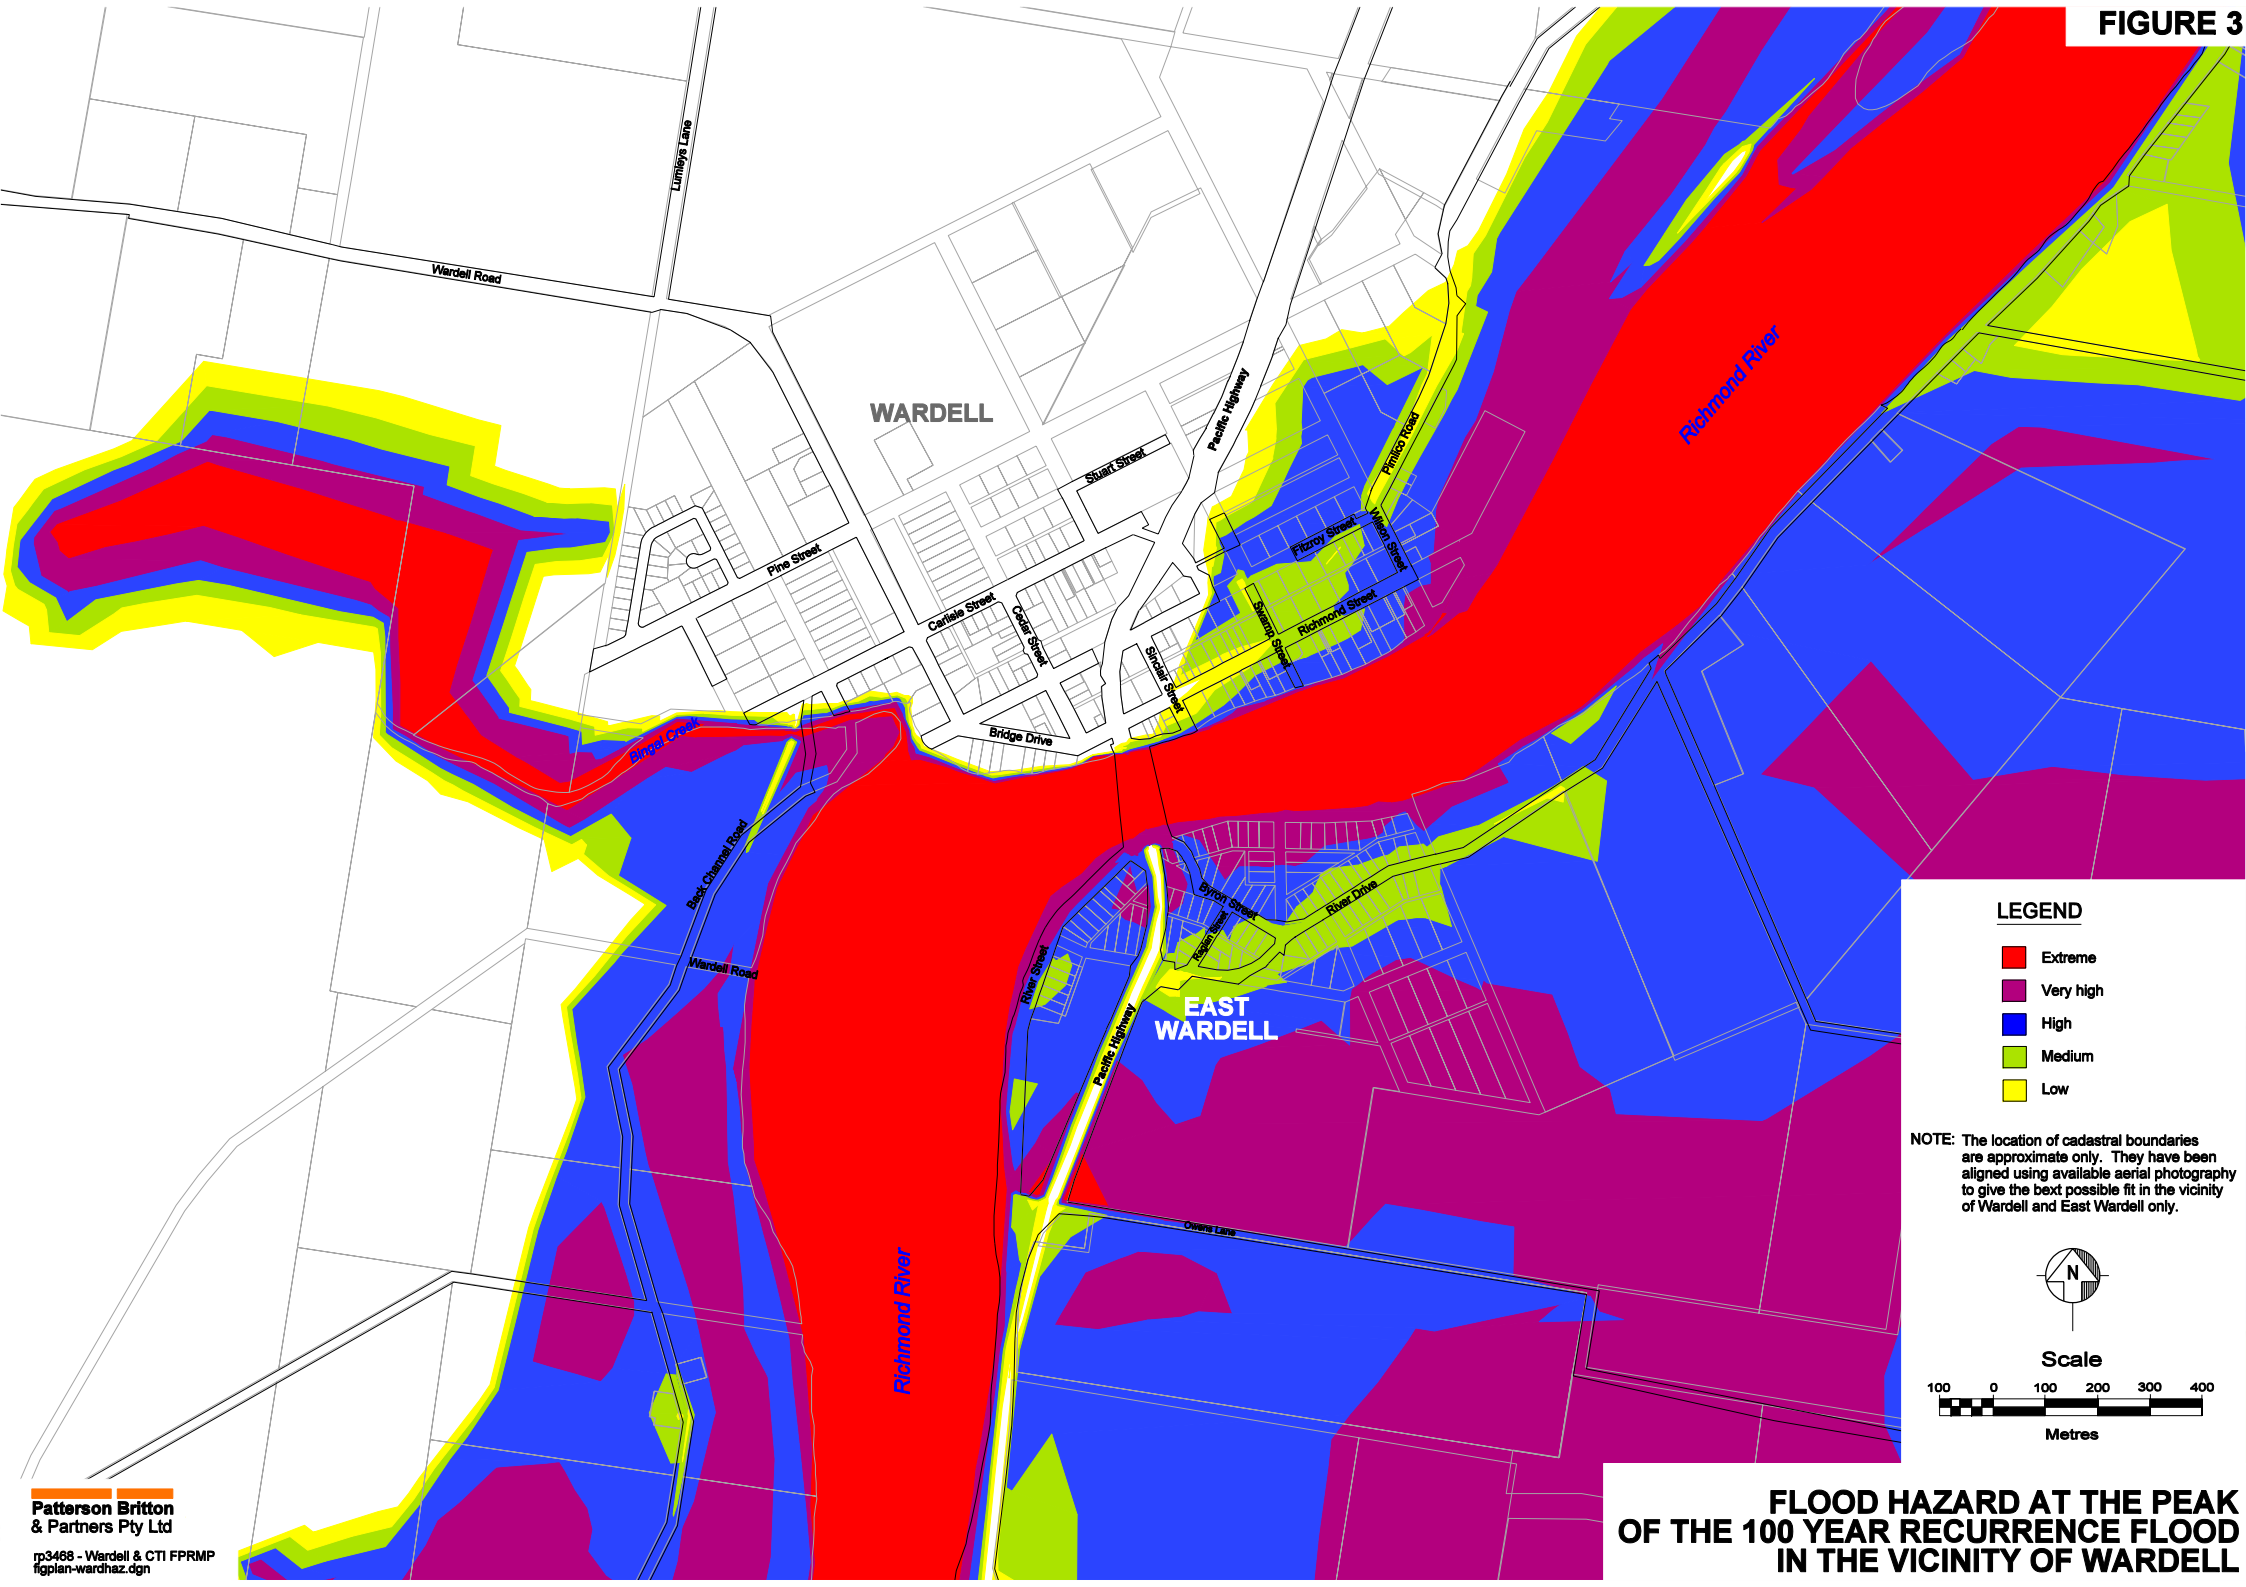 FIGURE 3
Lumleys Lane
Wardell Road
WARDELL
Pacific Highway
Stuart Street
Pimlico Road
Richmond River
Pine Street
Fitzroy Street
Wilson Street
Carlisle Street
Cedar Street
Swamp Street
Richmond Street
Sinclair Street
Bingal Creek
Bridge Drive
Back Channel Road
Byron Street
River Drive
Raglan Street
Wardell Road
River Street
EAST
WARDELL
Pacific Highway
Owens Lane
Richmond River
LEGEND
Extreme
Very high
High
Medium
Low
NOTE: The location of cadastral boundaries
are approximate only. They have been
aligned using available aerial photography
to give the bext possible fit in the vicinity
of Wardell and East Wardell only.
N
Scale
100 0 100 200 300 400
Metres
Patterson Britton
& Partners Pty Ltd
rp3468 - Wardell & CTI FPRMP
figplan-wardhaz.dgn
FLOOD HAZARD AT THE PEAK
OF THE 100 YEAR RECURRENCE FLOOD
IN THE VICINITY OF WARDELL